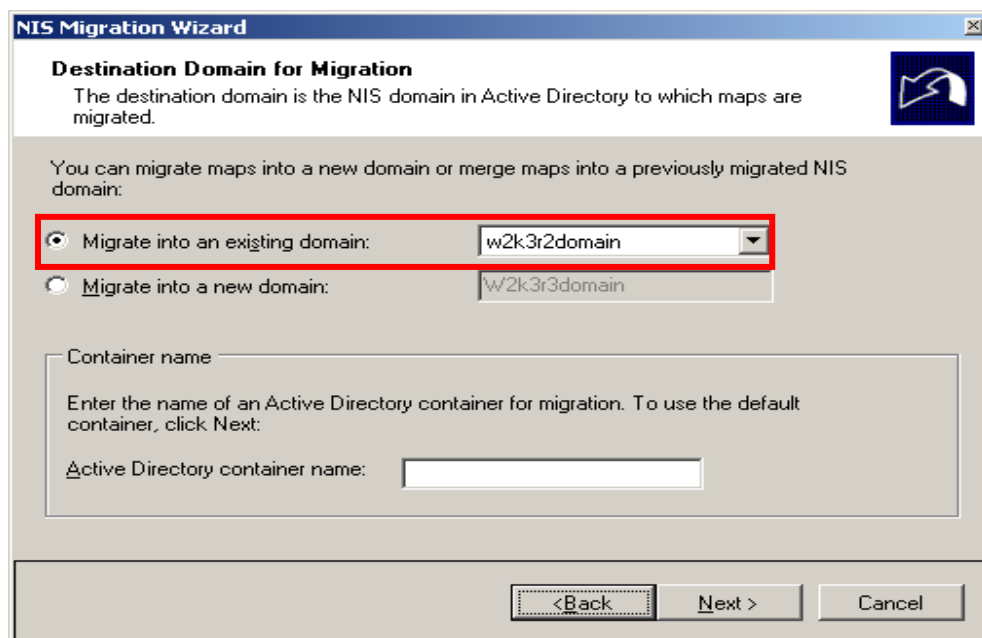 NIS Migration Wizard
Destination Domain for Migration
The destination domain is the NIS domain in Active Directory to which maps are
migrated.
You can migrate maps into a new domain or merge maps into a previously migrated NIS
domain:
Migrate into an existing domain: w2k3r2domain
Migrate into a new domain: W2k3r3domain
Container name
Enter the name of an Active Directory container for migration. To use the default
container, click Next:
Active Directory container name:
<Back Next > Cancel